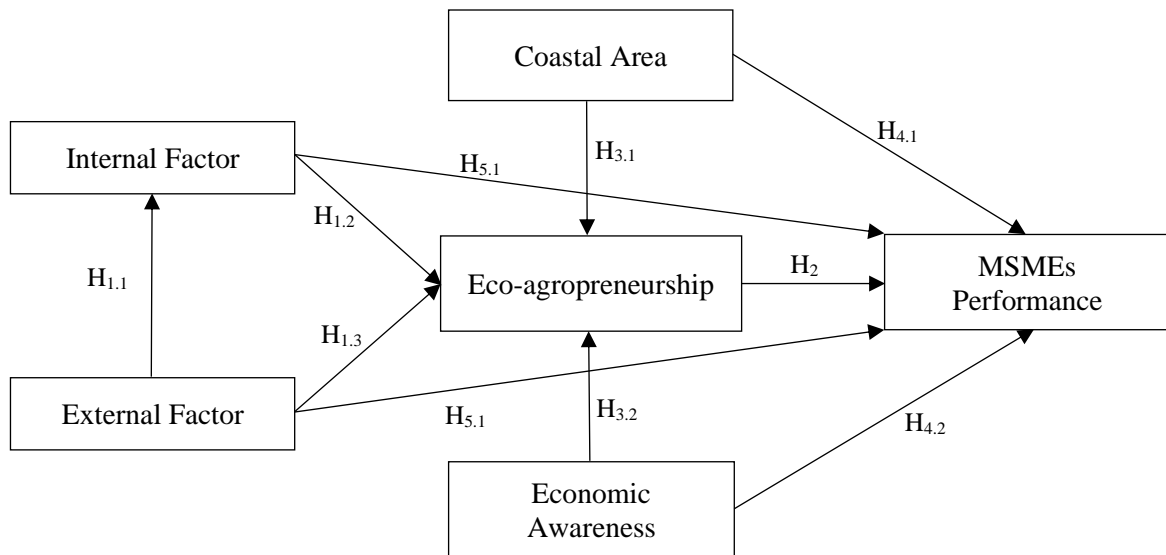 Coastal Area
H4.1
Internal Factor
H5.1
H3.1
H1.2
Eco-agropreneurship
H2
MSMEs
Performance
H1.1
H1.3
External Factor
H5.1
H3.2
H4.2
Economic
Awareness